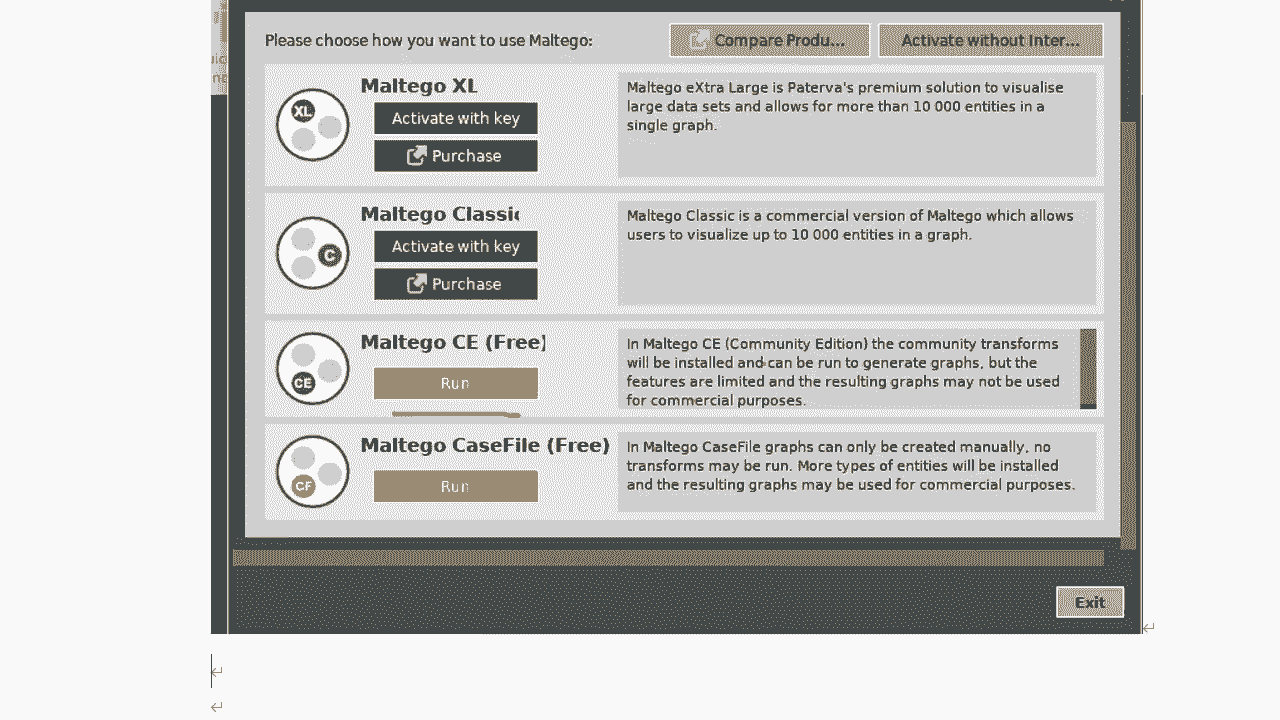 Please choose how you want to use Maltego:
Compare Produ...
Activate without Inter...
XL
Maltego XL
Activate with key
Purchase
Maltego eXtra Large is Paterva's premium solution to visualise
large data sets and allows for more than 10 000 entities in a
single graph.
C
Maltego Classic
Activate with key
Purchase
Maltego Classic is a commercial version of Maltego which allows
users to visualize up to 10 000 entities in a graph.
CE
Maltego CE (Free)
Run
In Maltego CE (Community Edition) the community transforms
will be installed and can be run to generate graphs, but the
features are limited and the resulting graphs may not be used
for commercial purposes.
CF
Maltego CaseFile (Free)
Run
In Maltego CaseFile graphs can only be created manually, no
transforms may be run. More types of entities will be installed
and the resulting graphs may be used for commercial purposes.
Exit